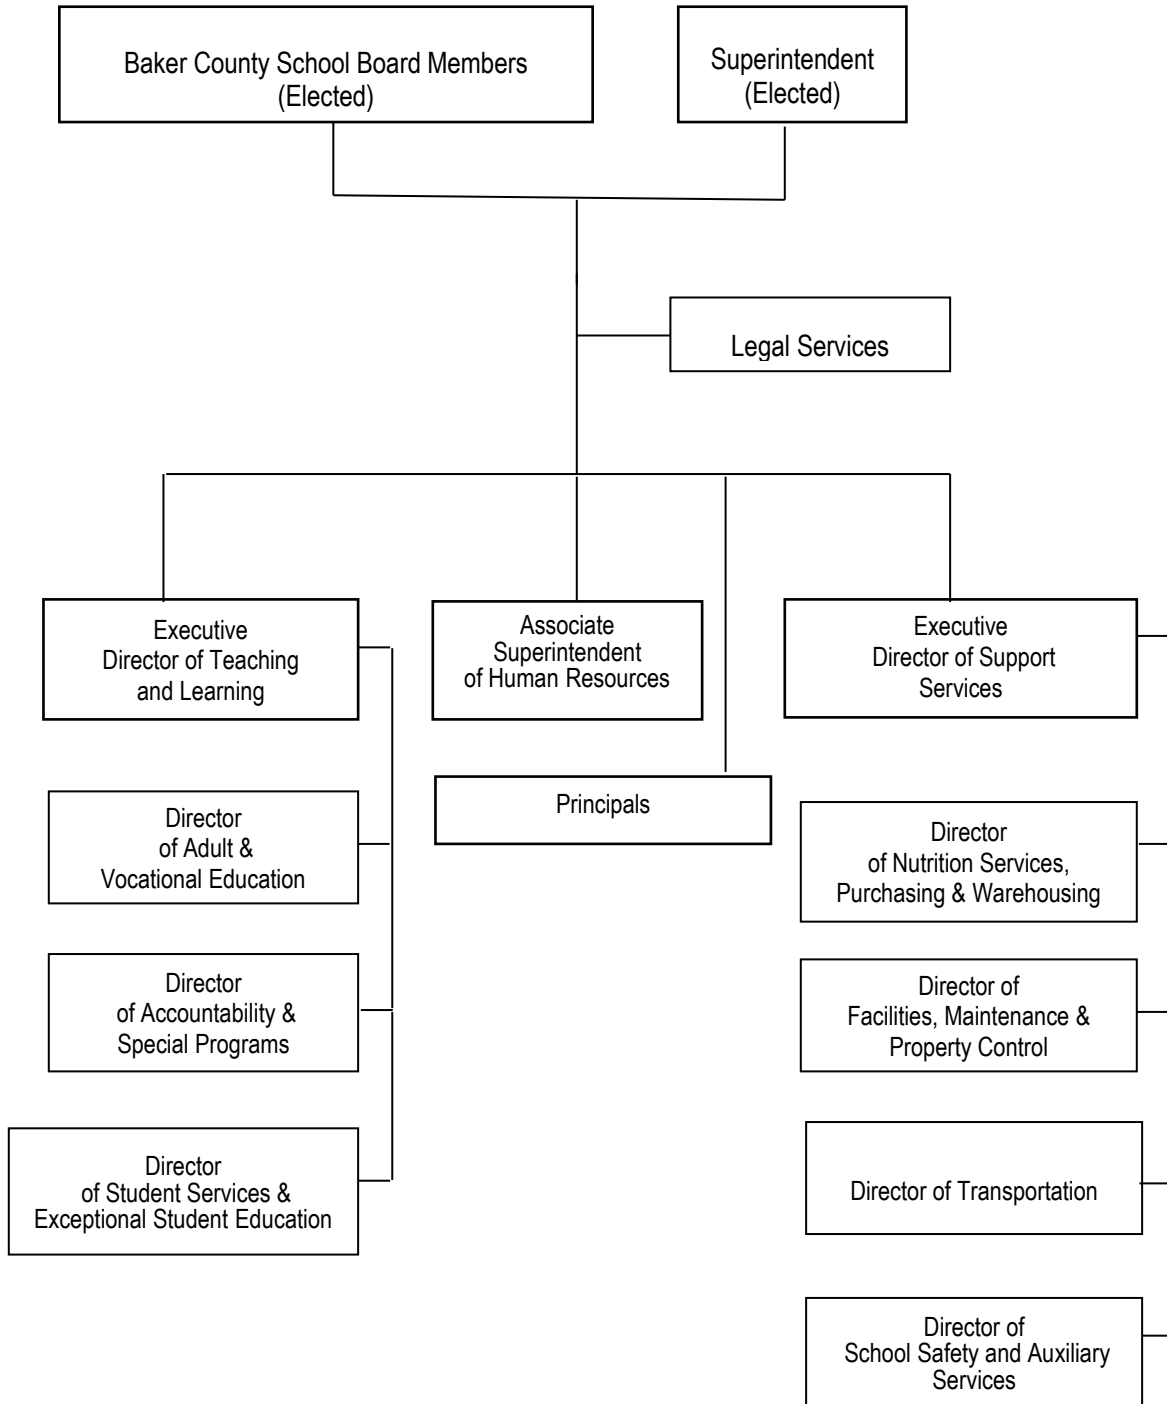 Baker County School Board Members
(Elected)
Superintendent
(Elected)
Legal Services
Executive
Director of Teaching
and Learning
Associate
Superintendent
of Human Resources
Executive
Director of Support
Services
Principals
Director
of Adult &
Vocational Education
Director
of Nutrition Services,
Purchasing & Warehousing
Director
of Accountability &
Special Programs
Director of
Facilities, Maintenance &
Property Control
Director
of Student Services &
Exceptional Student Education
Director of Transportation
Director of
School Safety and Auxiliary
Services